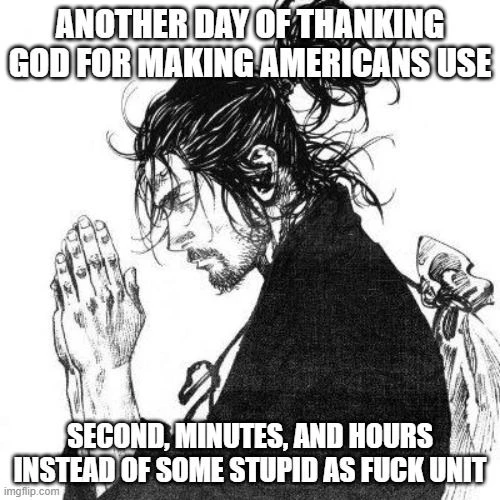 ANOTHER DAY OF THANKING
GOD FOR MAKING AMERICANS USE
SECOND, MINUTES, AND HOURS
INSTEAD OF SOME STUPID AS FUCK UNIT
imgflip.com